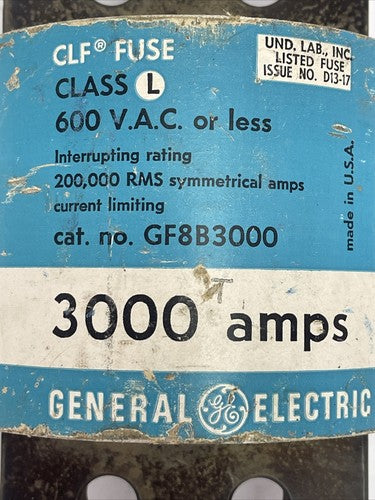 CLF® FUSE
CLASS L
600 V.A.C. or less
Interrupting rating
200,000 RMS symmetrical amps
current limiting
cat. no. GF8B3000
UND. LAB., INC.
LISTED FUSE
ISSUE NO. D13-17
made in U.S.A.
3000 amps
GENERAL GE ELECTRIC